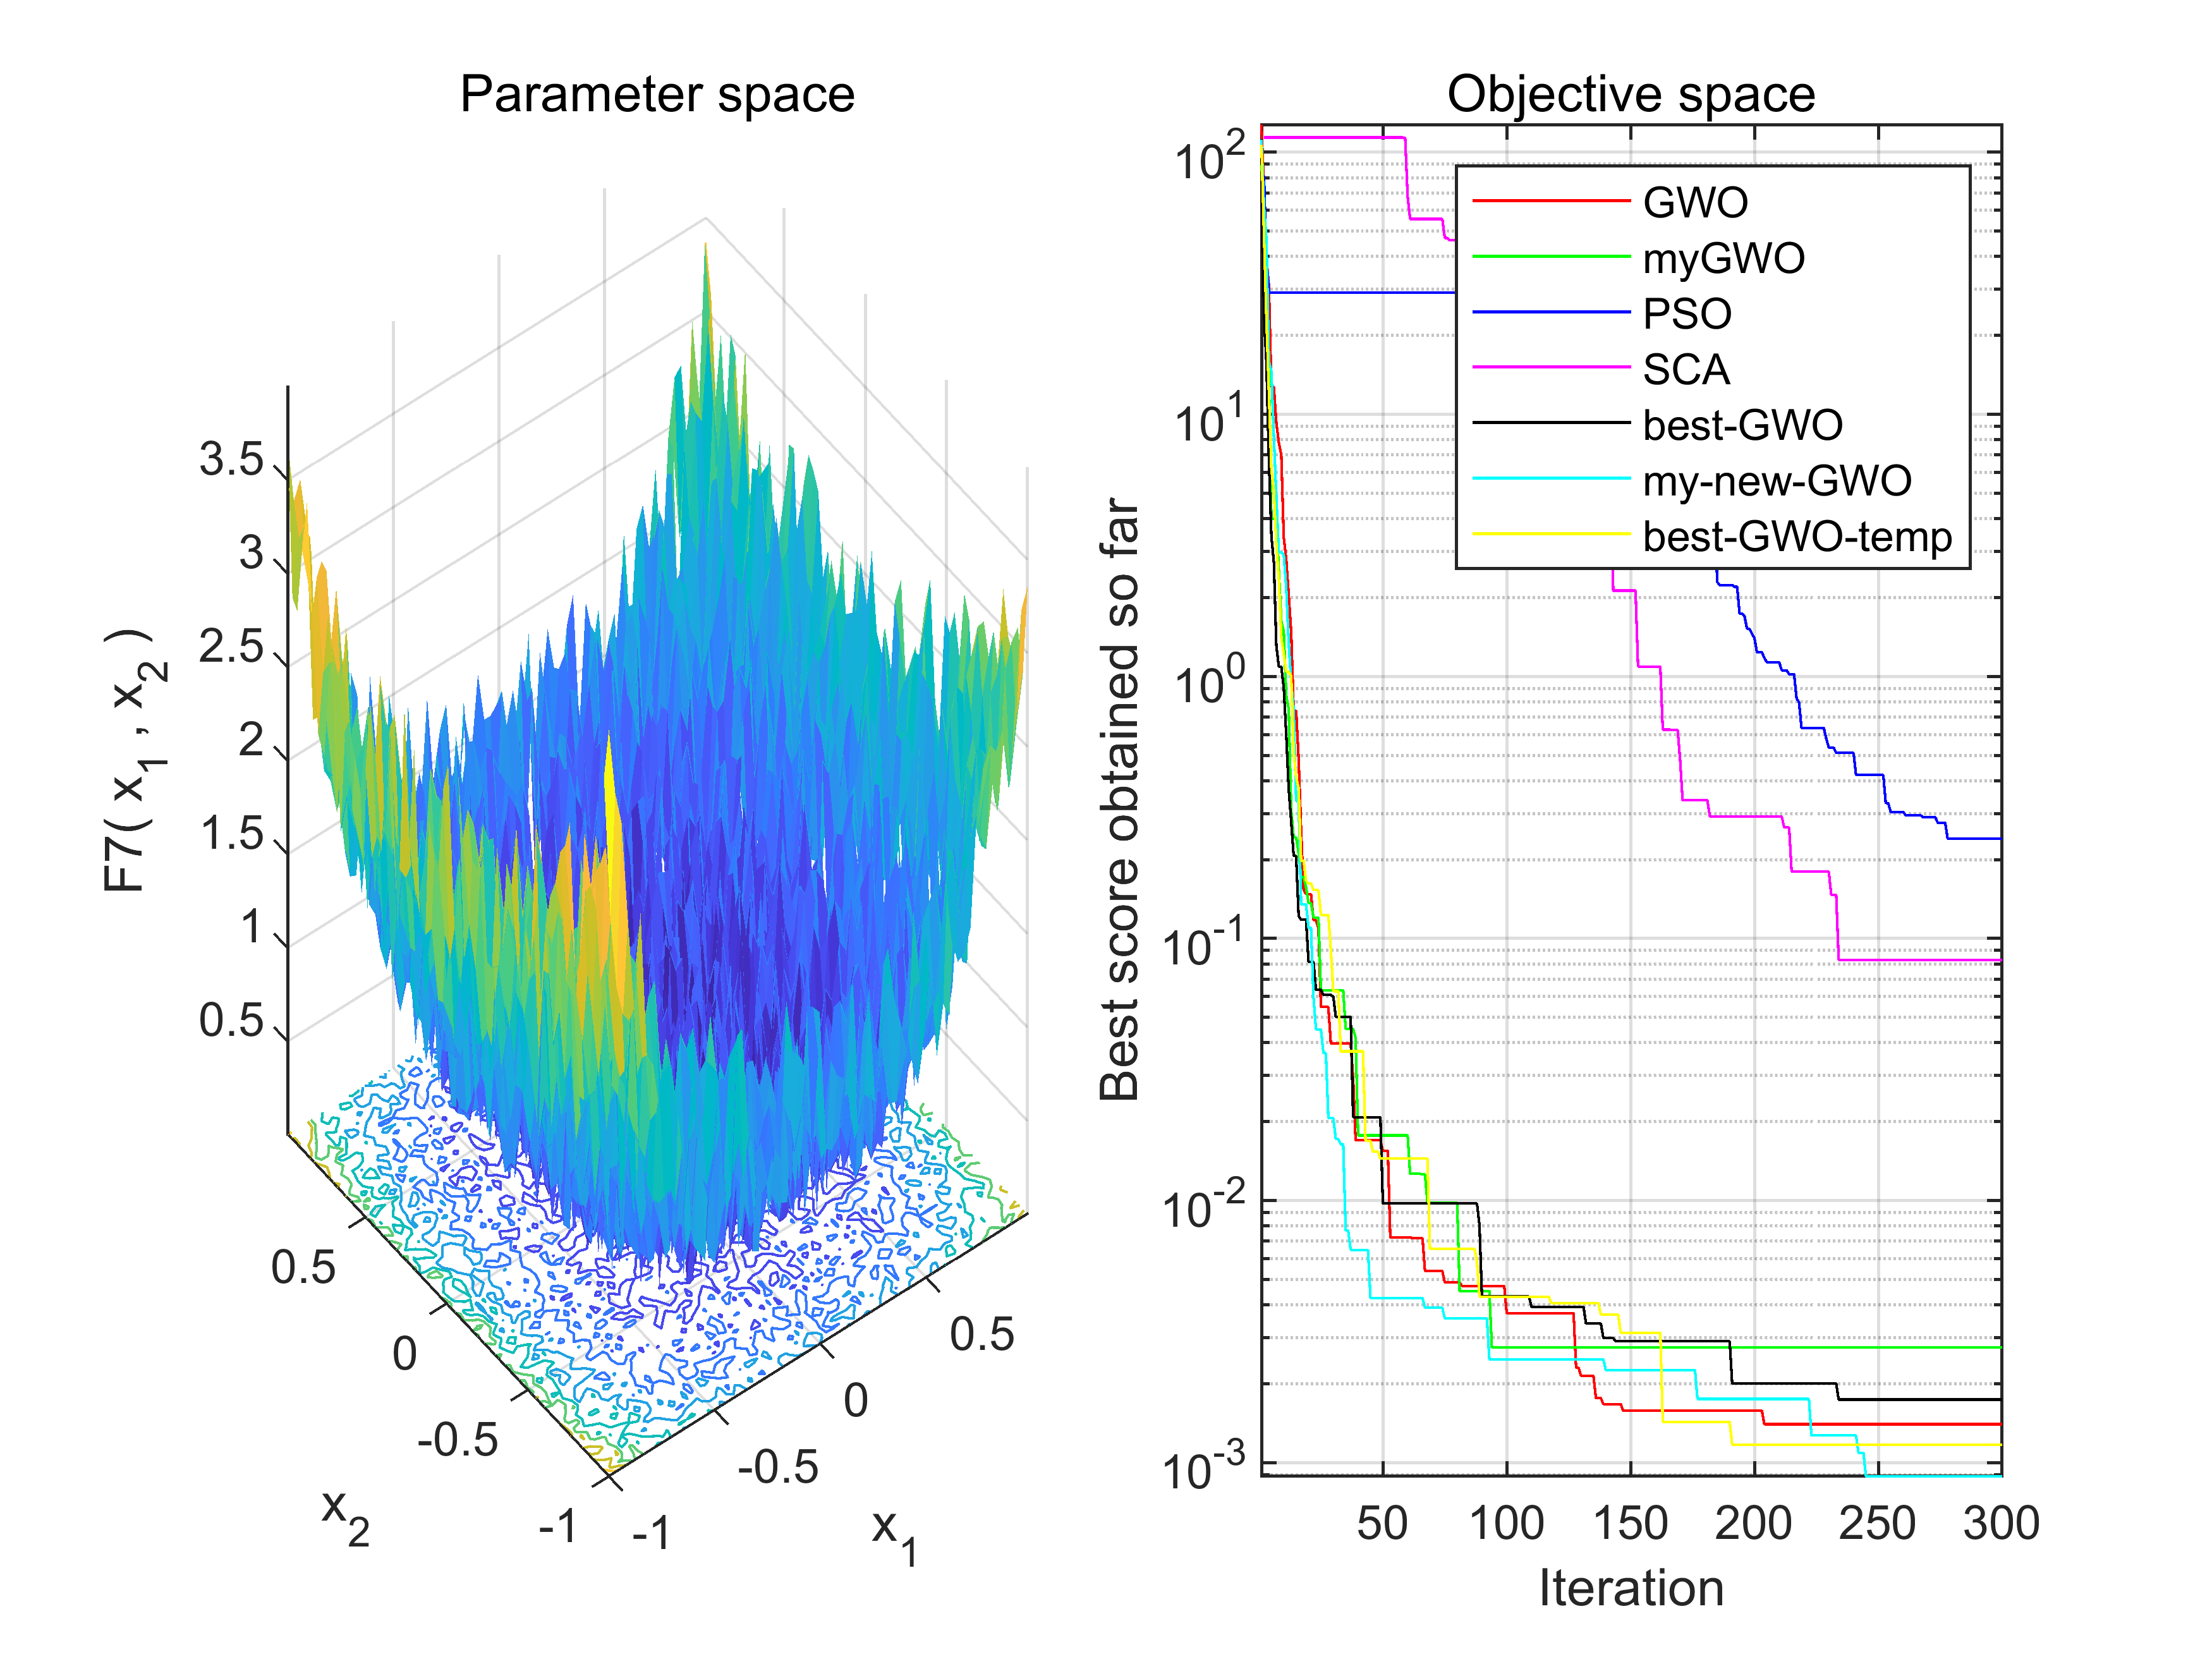 Parameter space
F7( x1 , x2 )
3.5
3
2.5
2
1.5
1
0.5
0.5
0
-0.5
-1
x2
-1
-0.5
0
0.5
x1
Objective space
Best score obtained so far
10^2
10^1
10^0
10^-1
10^-2
10^-3
50 100 150 200 250 300
Iteration
GWO
myGWO
PSO
SCA
best-GWO
my-new-GWO
best-GWO-temp